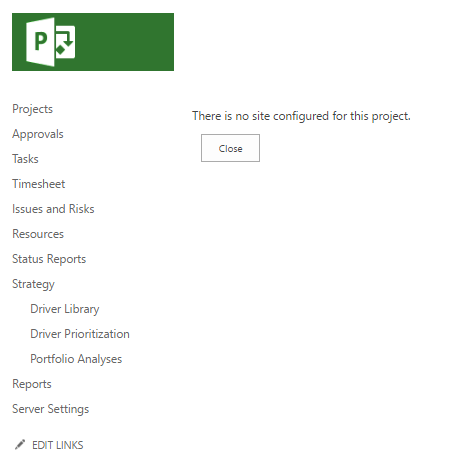 P
Projects
There is no site configured for this project.
Approvals
Close
Tasks
Timesheet
Issues and Risks
Resources
Status Reports
Strategy
Driver Library
Driver Prioritization
Portfolio Analyses
Reports
Server Settings
EDIT LINKS